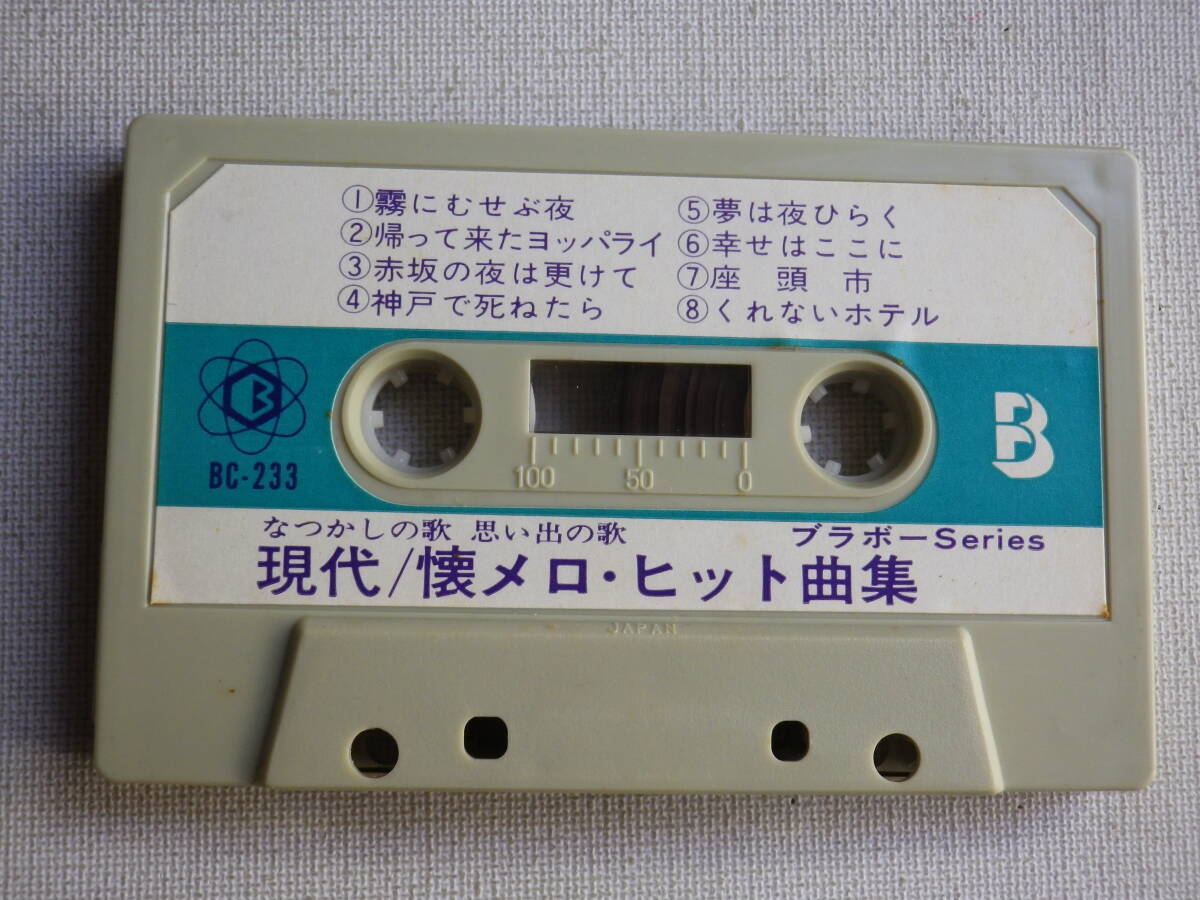 ①霧にむせぶ夜
②帰って来たヨッパライ
③赤坂の夜は更けて
④神戸で死ねたら
⑤夢は夜ひらく
⑥幸せはここに
⑦座頭市
⑧くれないホテル
B
BC-233
100 50 0
B
なつかしの歌 思い出の歌
ブラボーSeries
現代/懐メロ・ヒット曲集
JAPAN